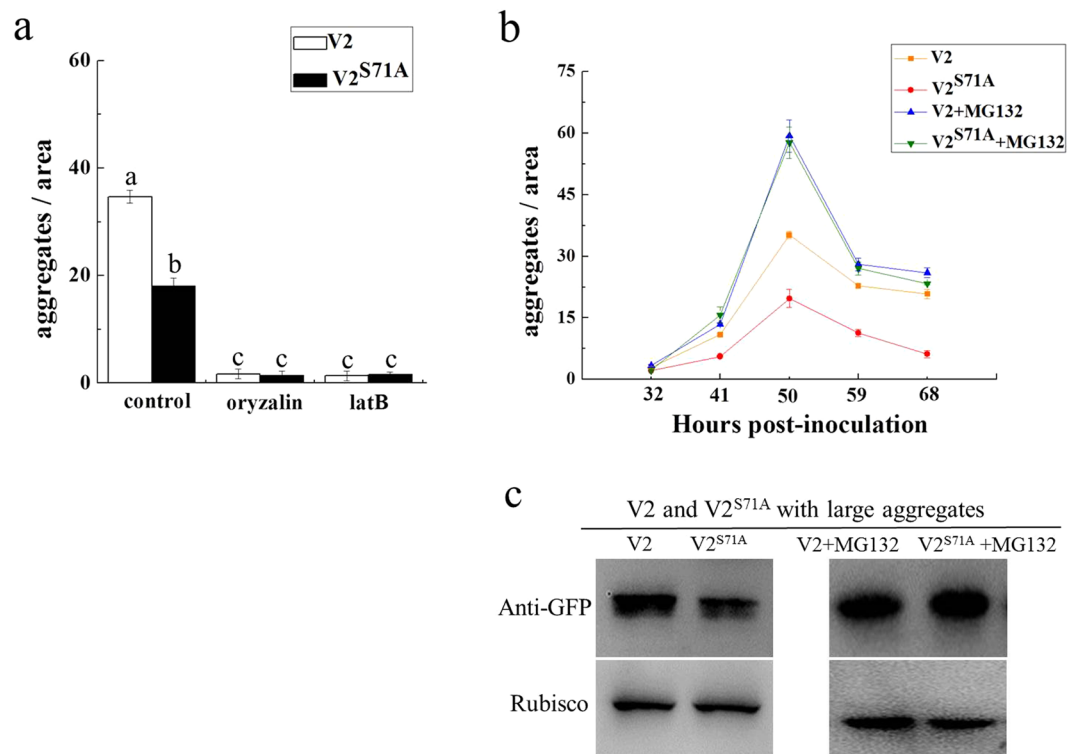 a
V2
V2S71A
aggregates / area
60
40
20
0
a
b
c c
c c
control oryzalin latB
b
V2
V2S71A
V2+MG132
V2S71A+MG132
aggregates / area
75
60
45
30
15
0
32 41 50 59 68
Hours post-inoculation
c
V2 and V2S71A with large aggregates
V2 V2S71A V2+MG132 V2S71A +MG132
Anti-GFP
Rubisco